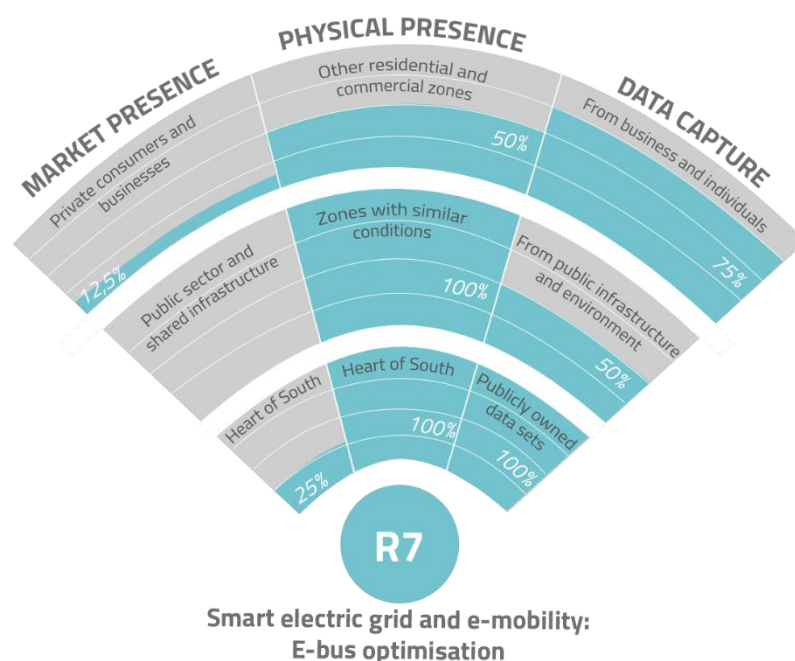 MARKET PRESENCE
PHYSICAL PRESENCE
DATA CAPTURE
Private consumers and
businesses
12,5%
Other residential and
commercial zones
50%
From business and individuals
75%
Public sector and
shared infrastructure
Zones with similar
conditions
100%
From public infrastructure
and environment
50%
Heart of South
25%
Heart of South
100%
Publicly owned
data sets
100%
R7
Smart electric grid and e-mobility:
E-bus optimisation